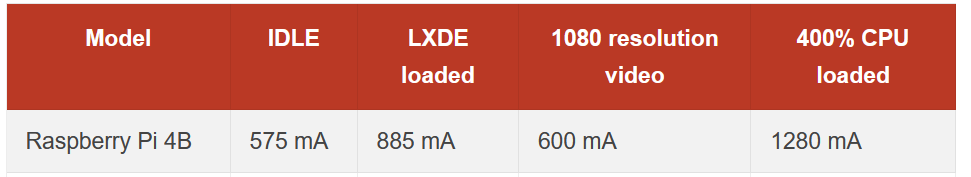 Model IDLE LXDE loaded 1080 resolution video 400% CPU loaded
Raspberry Pi 4B 575 mA 885 mA 600 mA 1280 mA